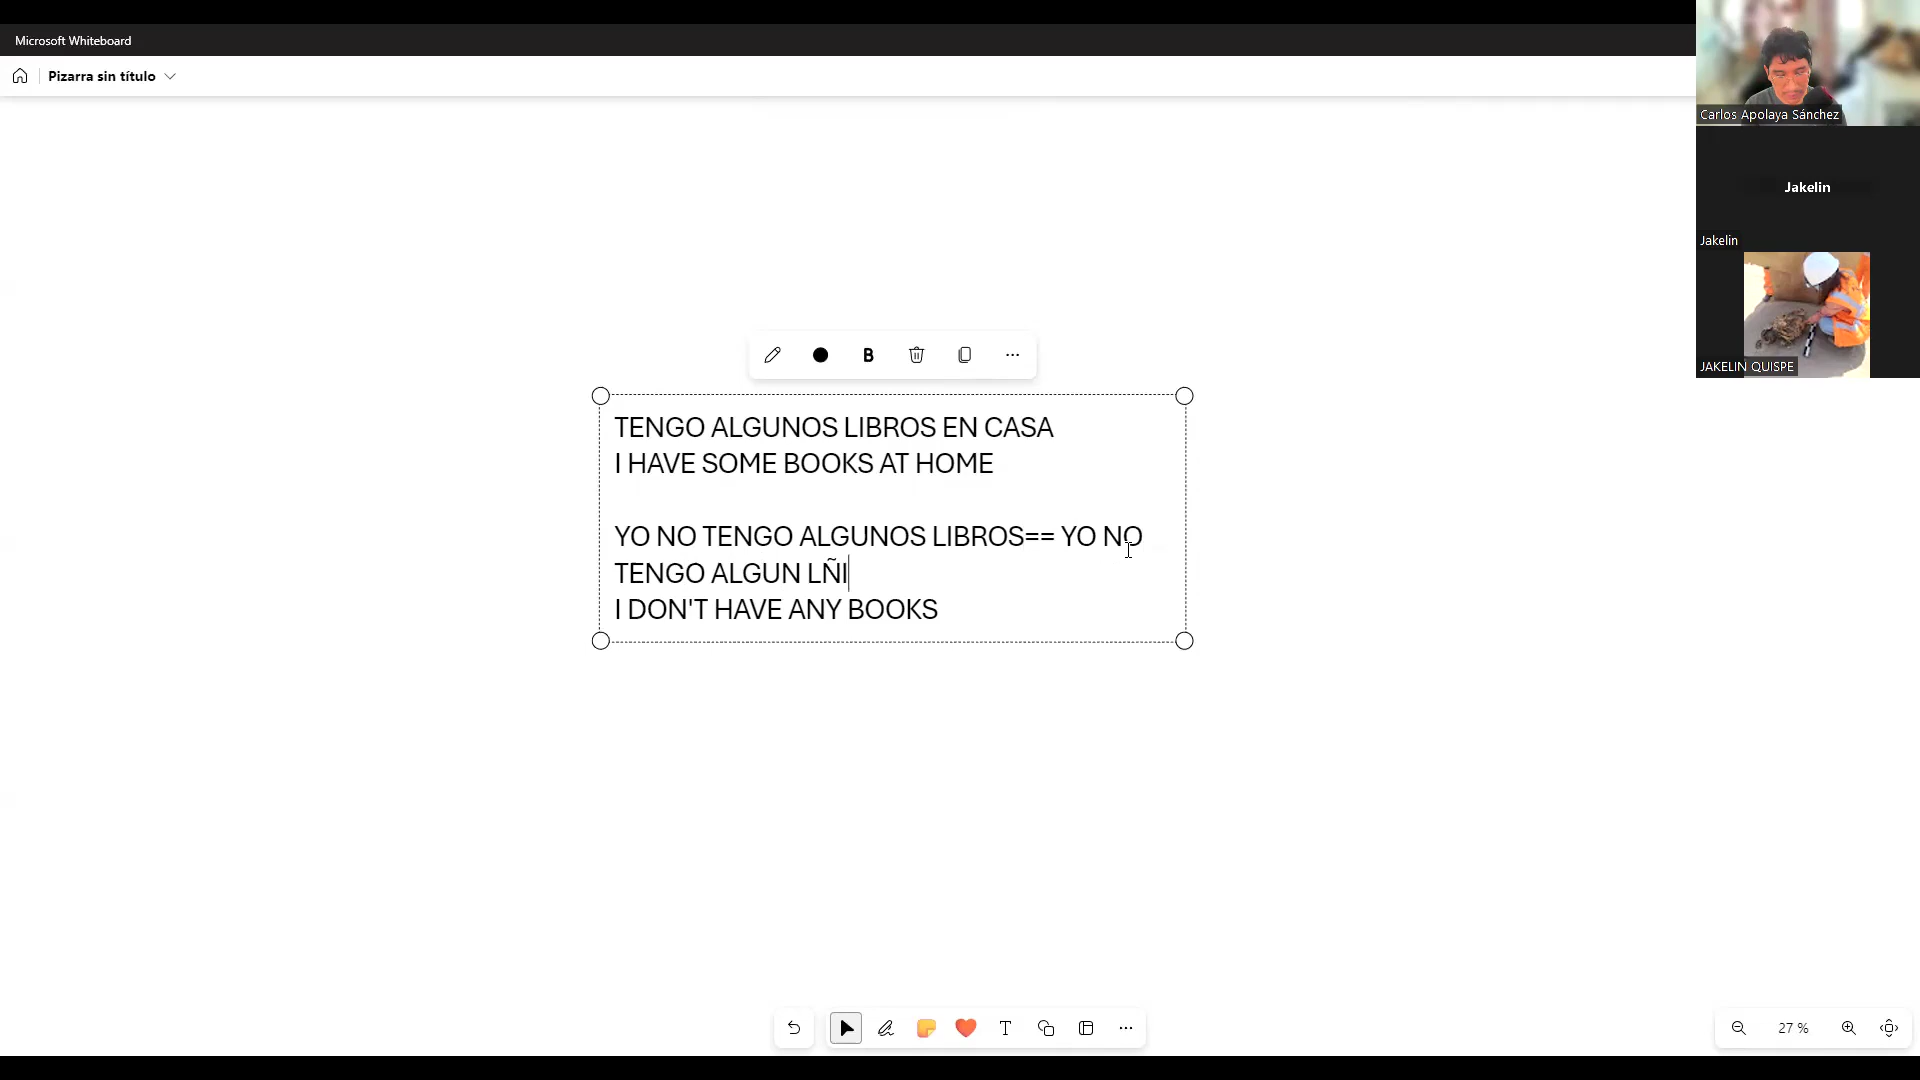 Microsoft Whiteboard
Pizarra sin título
Carlos Apolaya Sánchez
Jakelin
Jakelin
JAKELIN QUISPE
B
TENGO ALGUNOS LIBROS EN CASA
I HAVE SOME BOOKS AT HOME
YO NO TENGO ALGUNOS LIBROS== YO NO
TENGO ALGUN LÑI
I DON'T HAVE ANY BOOKS
T
27 %